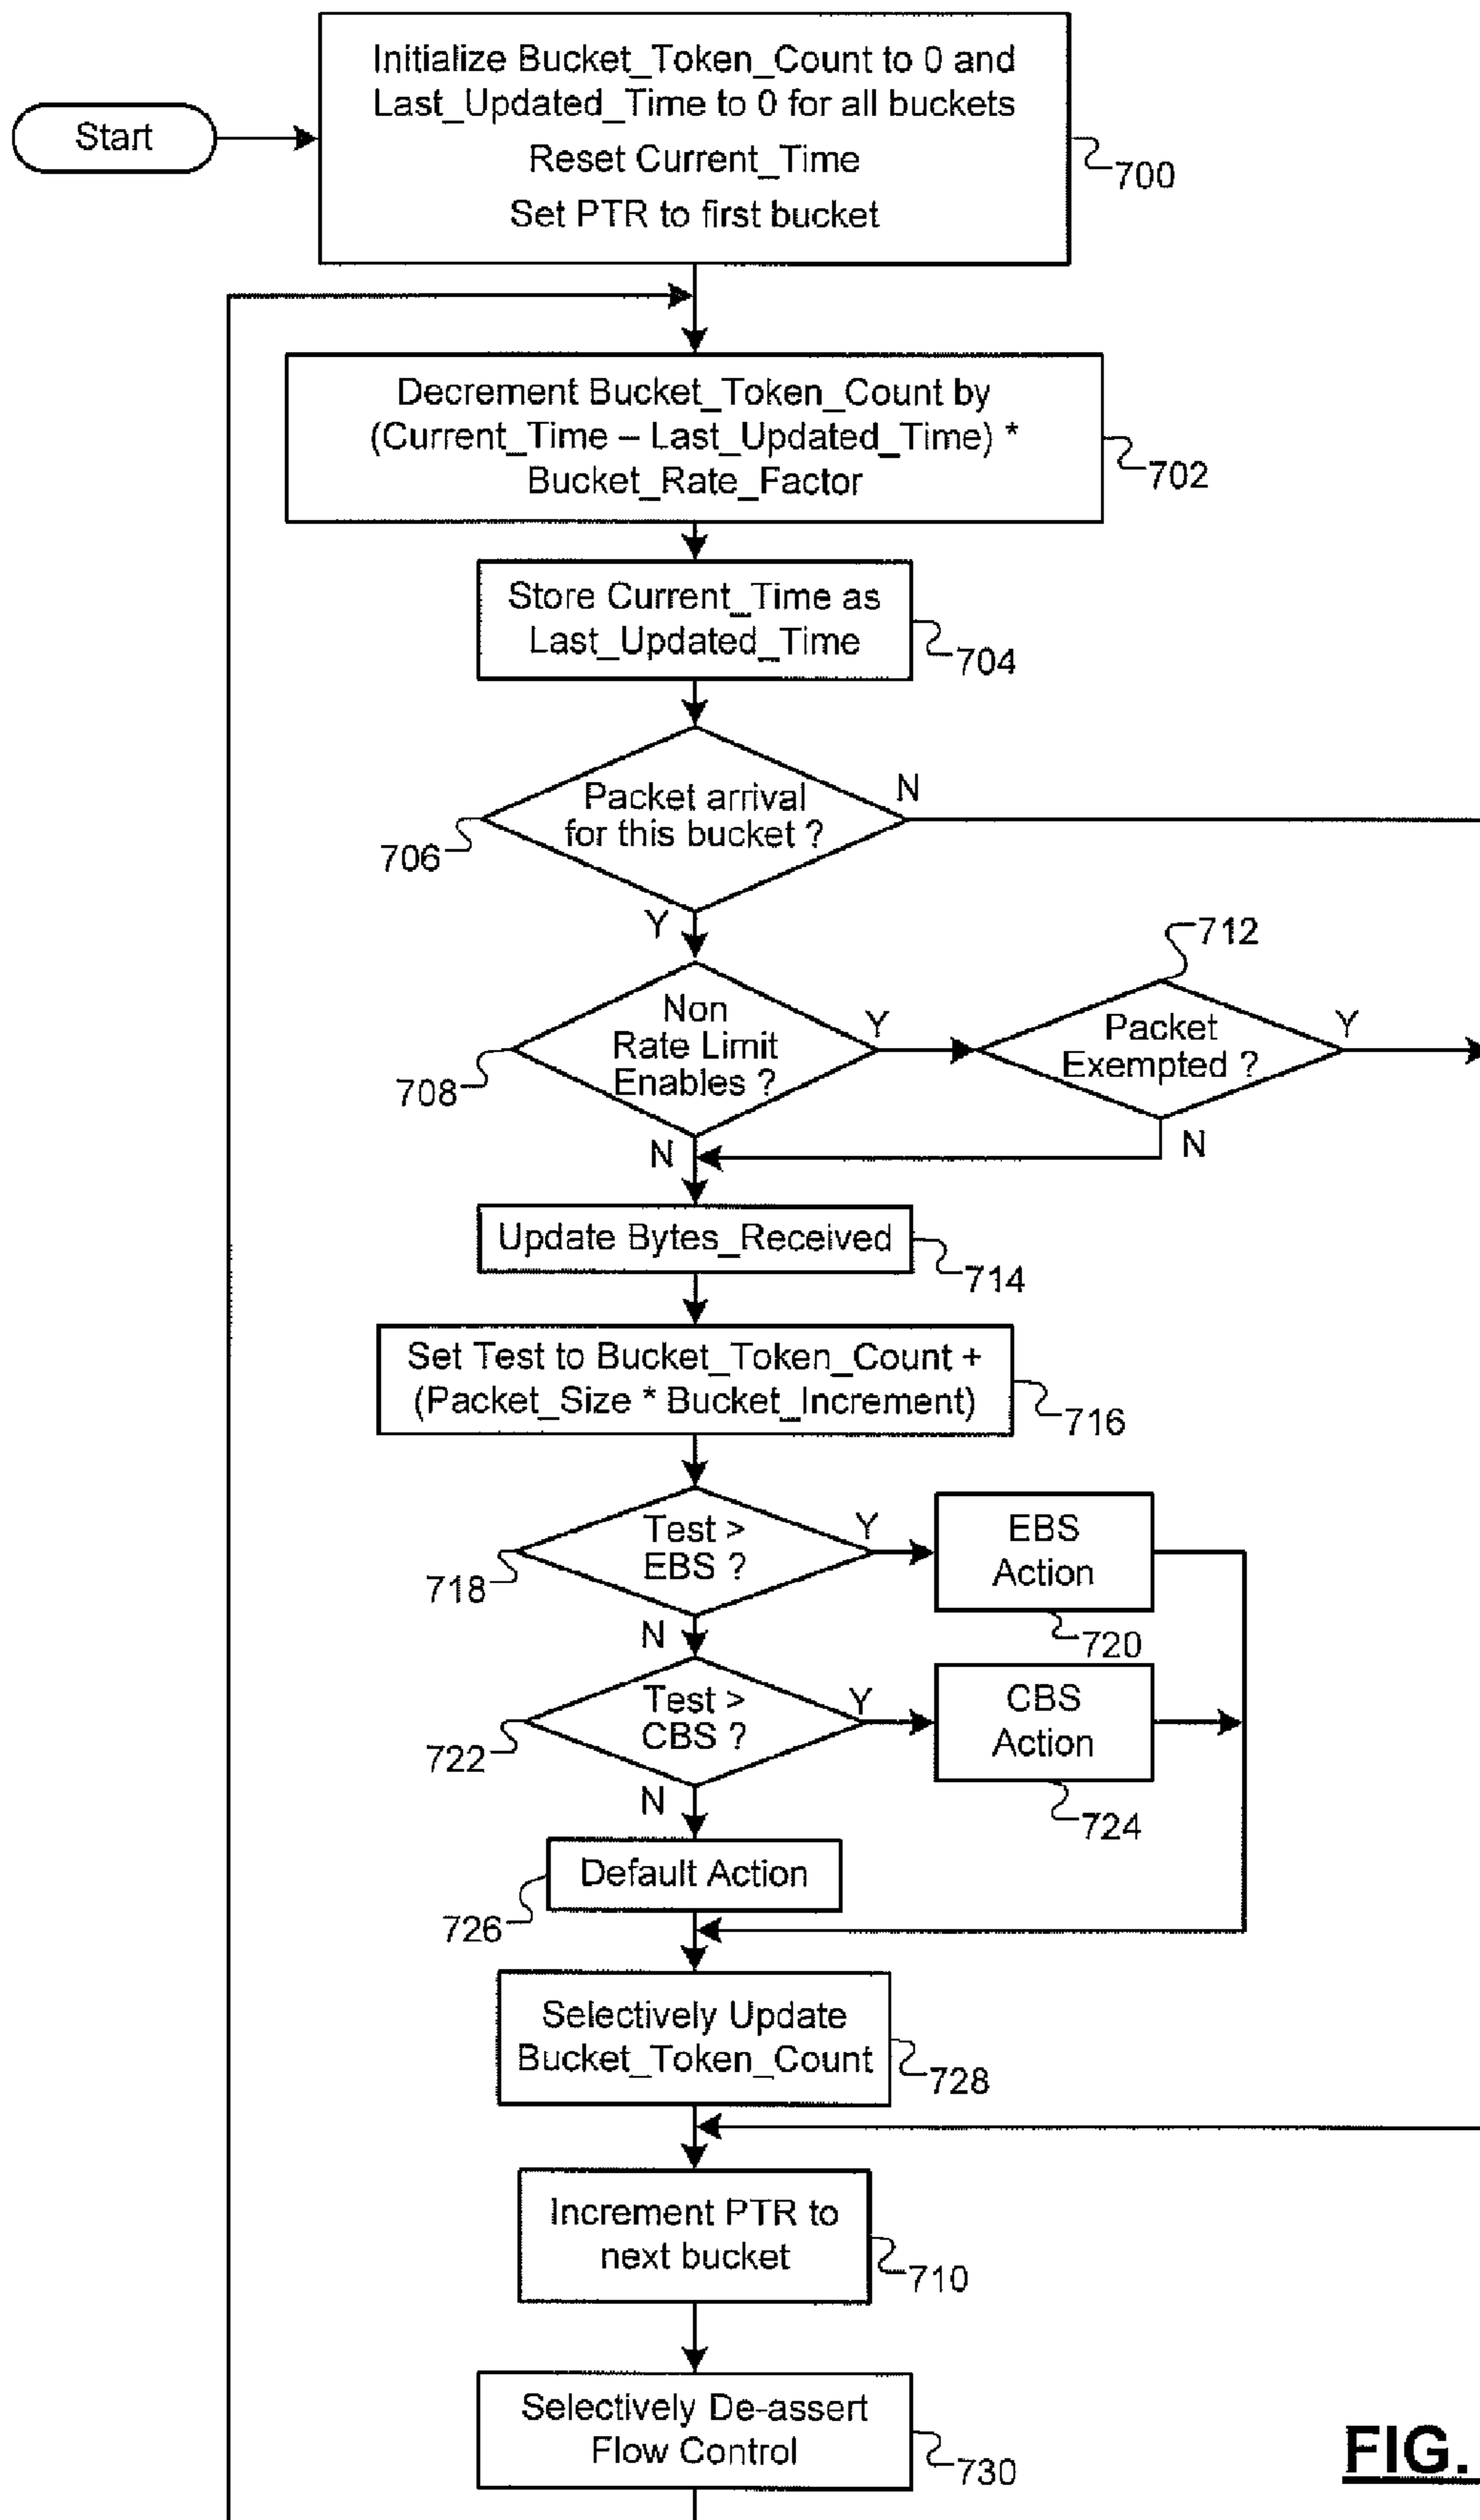 Initialize Bucket_Token_Count to 0 and
Last_Updated_Time to 0 for all buckets
Reset Current_Time
Set PTR to first bucket
Start
700
Decrement Bucket_Token_Count by
(Current_Time – Last_Updated_Time) *
Bucket_Rate_Factor
702
Store Current_Time as
Last_Updated_Time
704
Packet arrival
for this bucket ?
N
706
Y
712
Non
Rate Limit
Enables ?
Y
Packet
Exempted ?
Y
708
N
N
Update Bytes_Received
714
Set Test to Bucket_Token_Count +
(Packet_Size * Bucket_Increment)
716
Test >
EBS ?
Y
EBS
Action
718
720
N
Test >
CBS ?
Y
CBS
Action
722
724
N
Default Action
726
Selectively Update
Bucket_Token_Count
728
Increment PTR to
next bucket
710
Selectively De-assert
Flow Control
730
FIG.